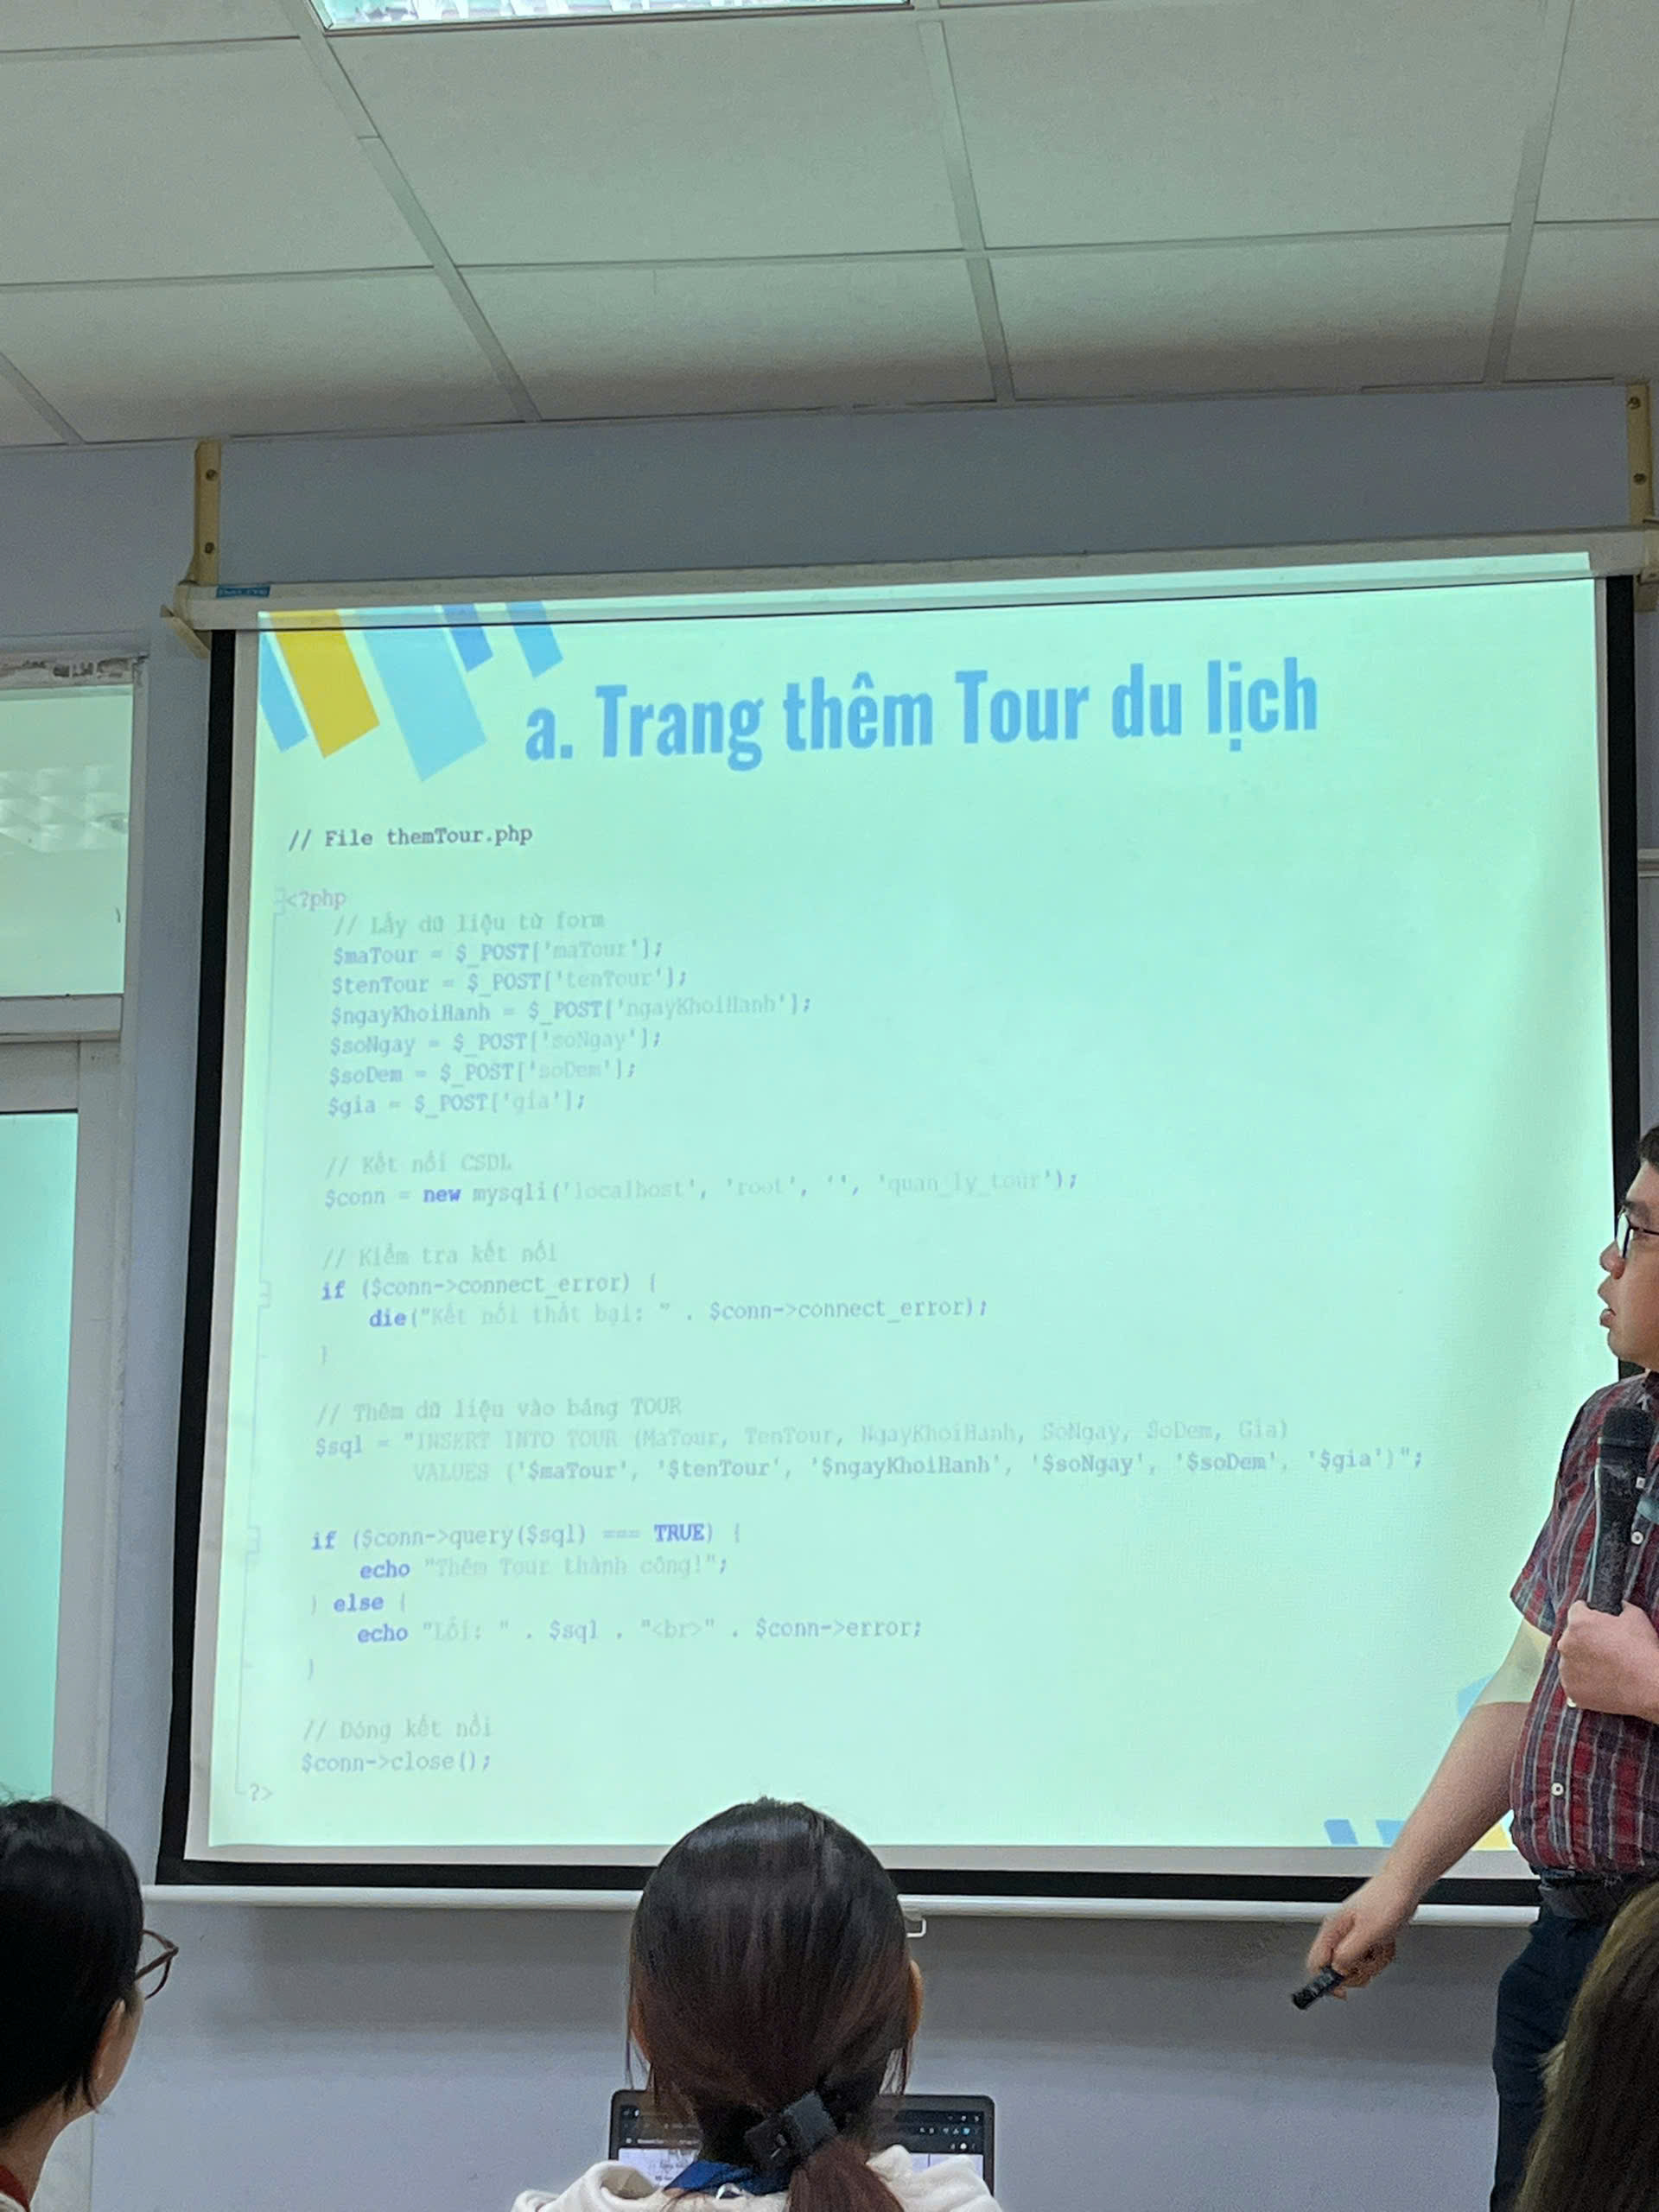 a. Trang thêm Tour du lịch
// File themTour.php
<?php
// Lấy dữ liệu từ form
$maTour = $_POST['maTour'];
$tenTour = $_POST['tenTour'];
$ngayKhoiHanh = $_POST['ngayKhoiHanh'];
$soNgay = $_POST['soNgay'];
$soDem = $_POST['soDem'];
$gia = $_POST['gia'];
// Kết nối CSDL
$conn = new mysqli('localhost', 'root', '', 'quan_ly_tour');
// Kiểm tra kết nối
if ($conn->connect_error) {
die("Kết nối thất bại: " . $conn->connect_error);
}
// Thêm dữ liệu vào bảng TOUR
$sql = "INSERT INTO TOUR (MaTour, TenTour, NgayKhoiHanh, SoNgay, SoDem, Gia)
VALUES ('$maTour', '$tenTour', '$ngayKhoiHanh', '$soNgay', '$soDem', '$gia')";
if ($conn->query($sql) === TRUE) {
echo "Thêm Tour thành công!";
} else {
echo "Lỗi: " . $sql . "<br>" . $conn->error;
}
// Đóng kết nối
$conn->close();
?>